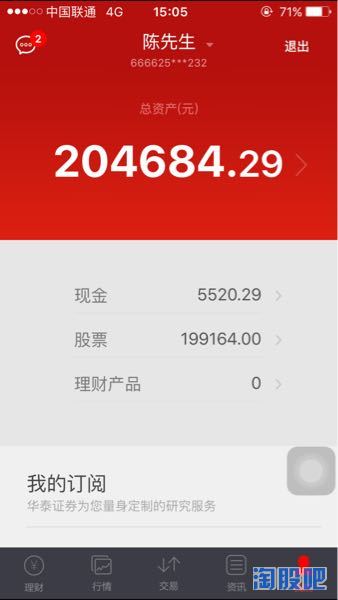 中国联通 4G 15:05 71%
2
陈先生
退出
666625***232
总资产(元)
204684.29
现金 5520.29
股票 199164.00
理财产品 0
我的订阅
华泰证券为您量身定制的研究服务
理财 行情 交易 资讯
淘股吧